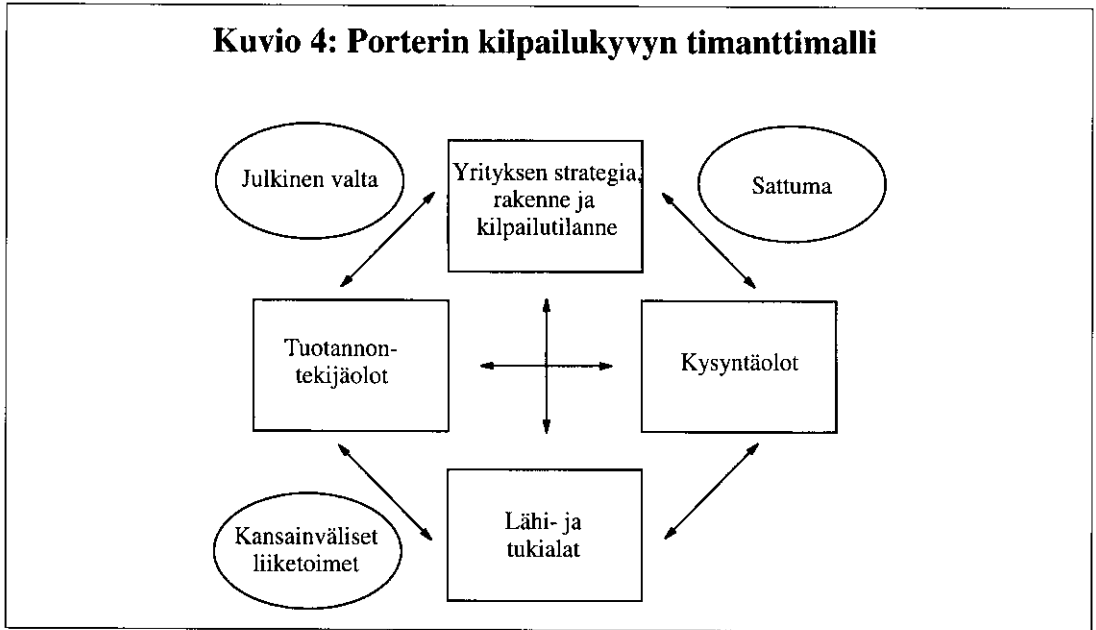 Kuvio 4: Porterin kilpailukyvyn timanttimalli
Julkinen valta
Yrityksen strategia,
rakenne ja
kilpailutilanne
Sattuma
Tuotannon-
tekijäolot
Kysyntäolot
Kansainväliset
liiketoimet
Lähi- ja
tukialat